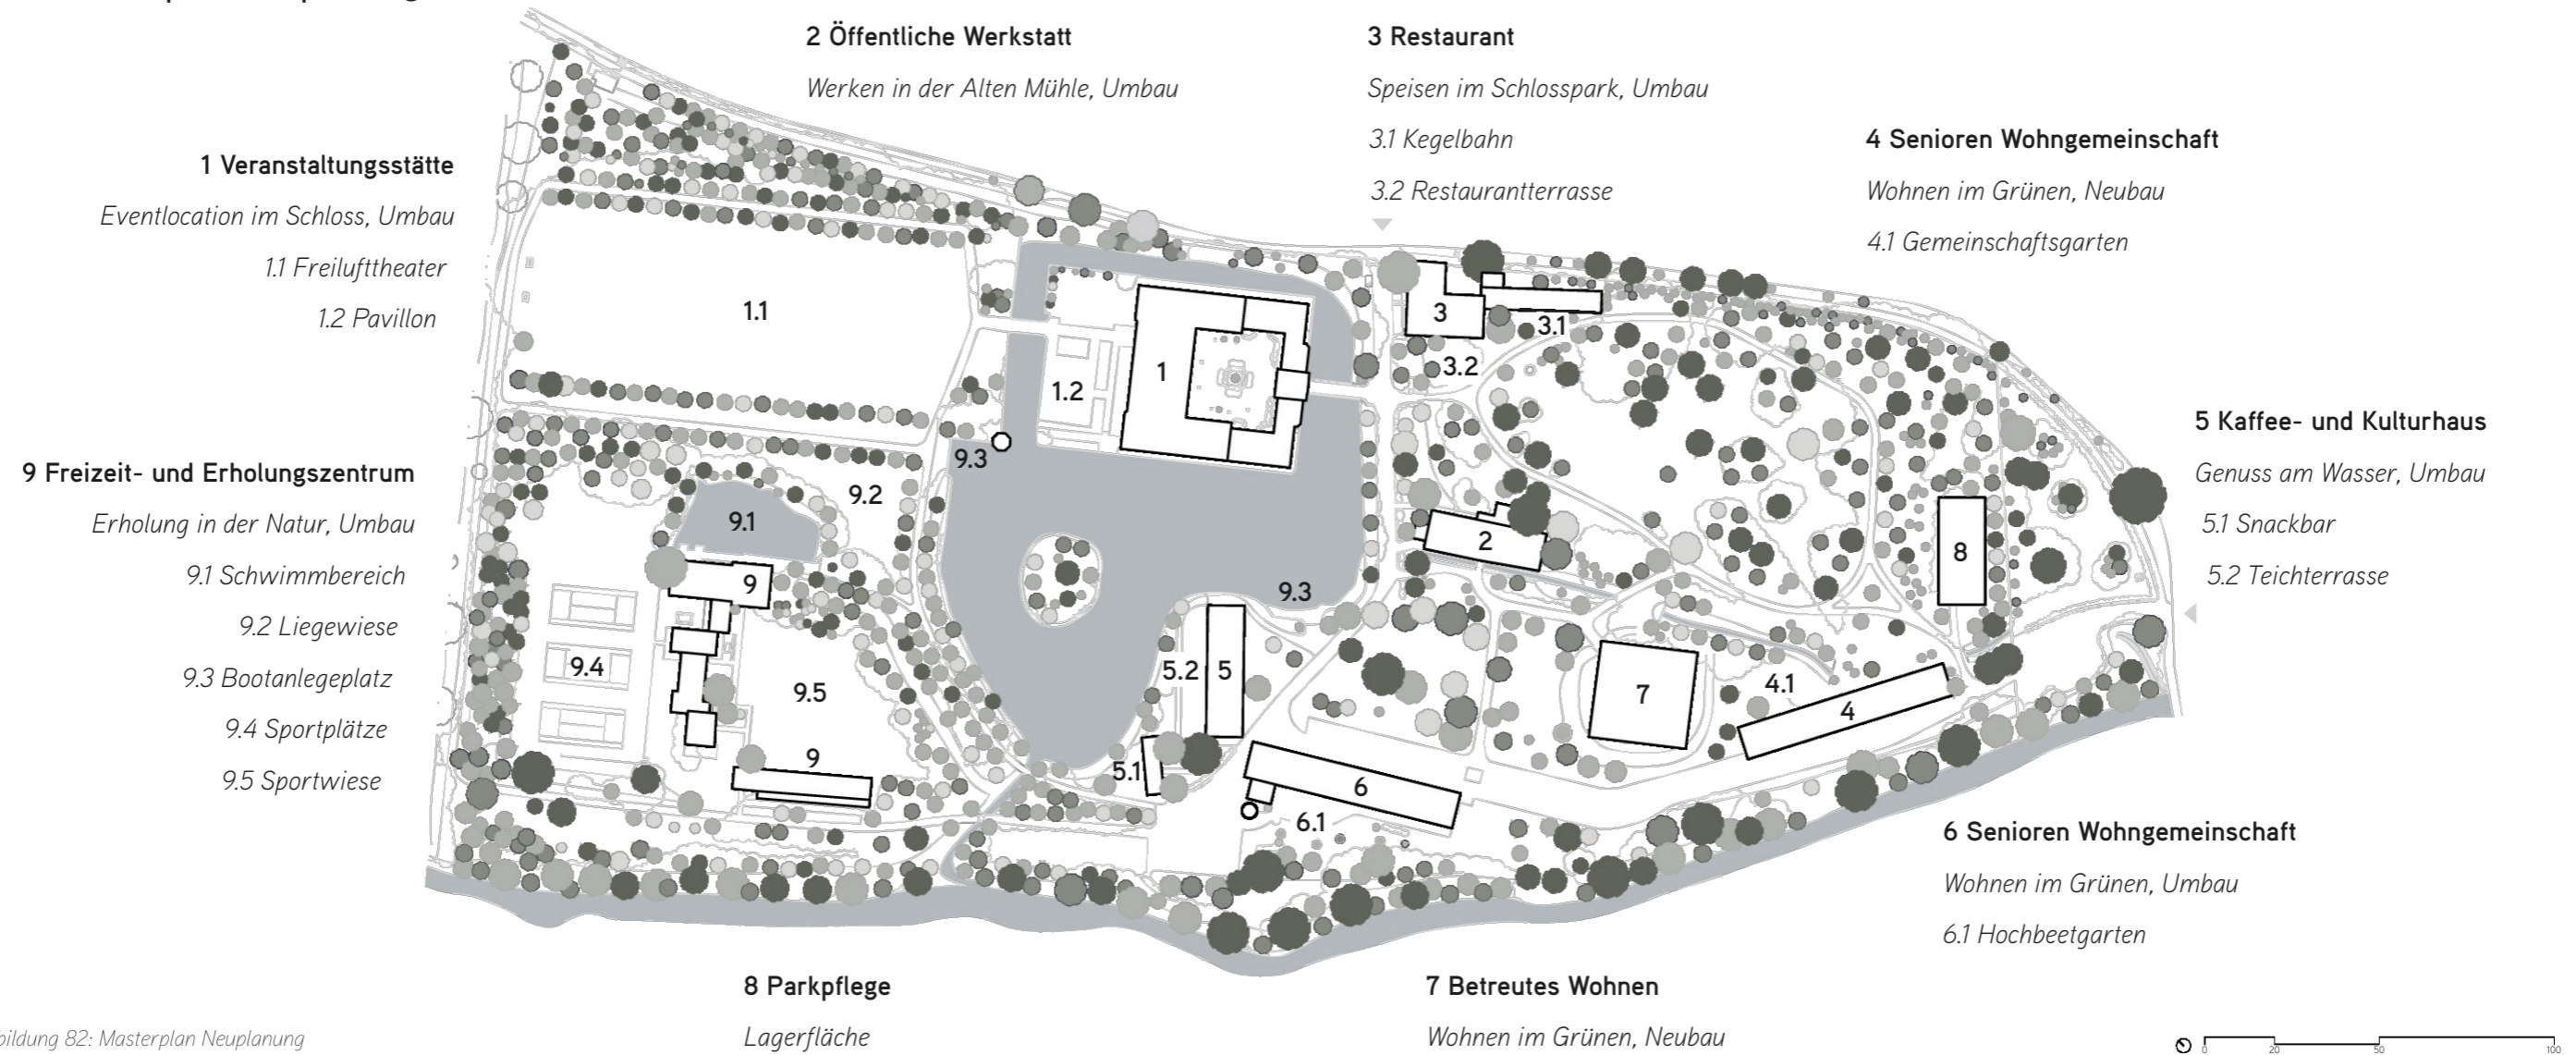 2 Öffentliche Werkstatt
Werken in der Alten Mühle, Umbau
3 Restaurant
Speisen im Schlosspark, Umbau
3.1 Kegelbahn
3.2 Restaurantterrasse
4 Senioren Wohngemeinschaft
Wohnen im Grünen, Neubau
4.1 Gemeinschaftsgarten
1 Veranstaltungsstätte
Eventlocation im Schloss, Umbau
1.1 Freilufttheater
1.2 Pavillon
5 Kaffee- und Kulturhaus
Genuss am Wasser, Umbau
5.1 Snackbar
5.2 Teichterrasse
9 Freizeit- und Erholungszentrum
Erholung in der Natur, Umbau
9.1 Schwimmbereich
9.2 Liegewiese
9.3 Bootanlegeplatz
9.4 Sportplätze
9.5 Sportwiese
1.1
1
1.2
3
3.1
3.2
9.3
9.2
9.1
9
2
8
9.3
9.4
9.5
5.2
5
7
4.1
4
9
5.1
6
6.1
6 Senioren Wohngemeinschaft
Wohnen im Grünen, Umbau
6.1 Hochbeetgarten
8 Parkpflege
Lagerfläche
7 Betreutes Wohnen
Wohnen im Grünen, Neubau
bildung 82: Masterplan Neuplanung
0 20 50 100